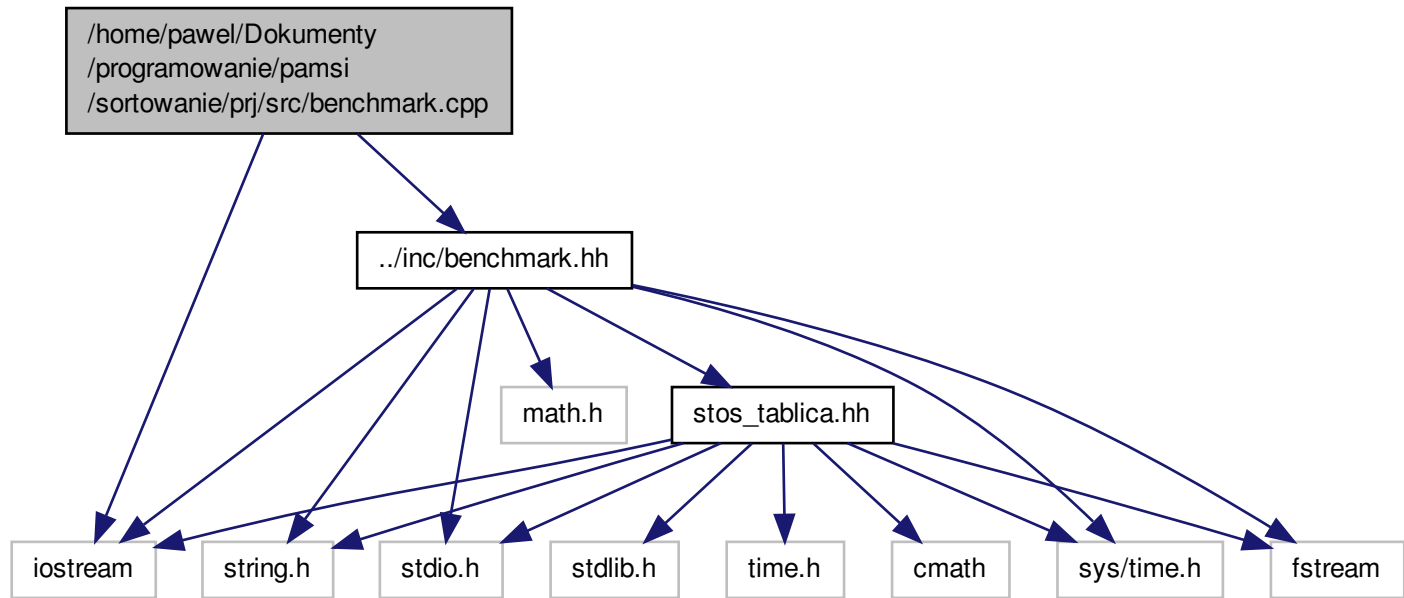 /home/pawel/Dokumenty
/programowanie/pamsi
/sortowanie/prj/src/benchmark.cpp
../inc/benchmark.hh
math.h
stos_tablica.hh
iostream
string.h
stdio.h
stdlib.h
time.h
cmath
sys/time.h
fstream